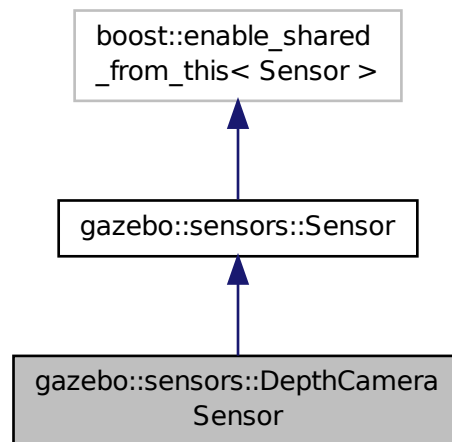 boost::enable_shared
_from_this< Sensor >
gazebo::sensors::Sensor
gazebo::sensors::DepthCamera
Sensor